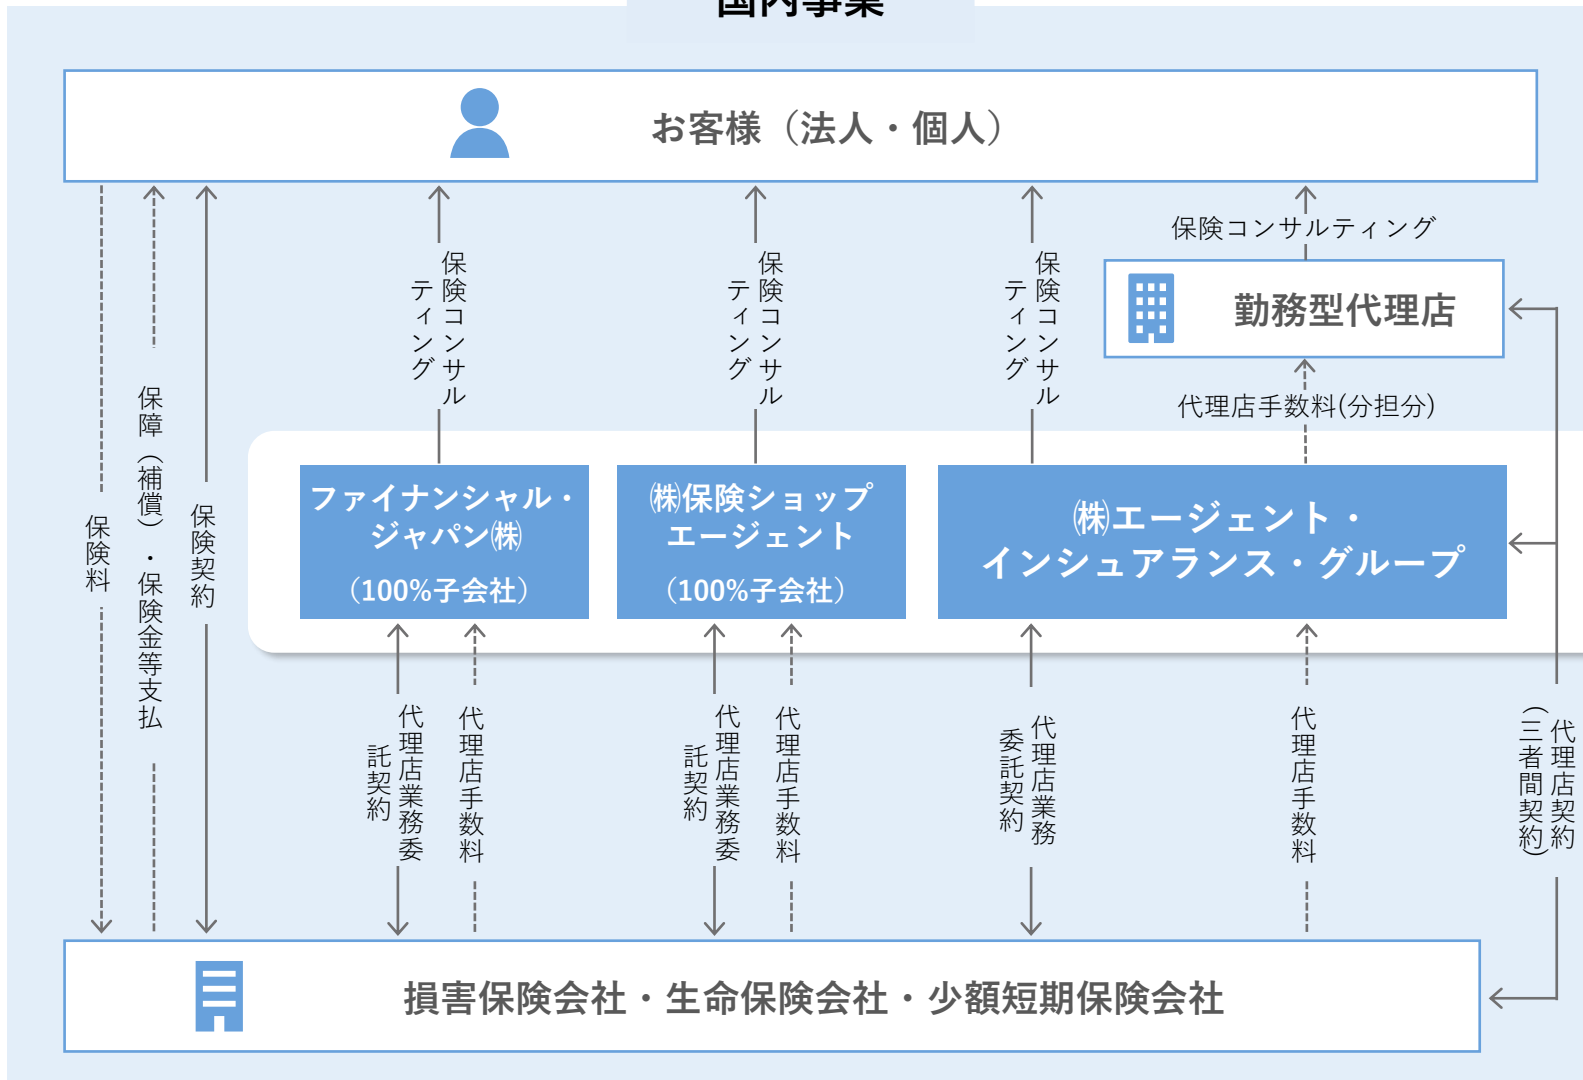 国内事業
お客様（法人・個人）
保険コンサルティング
勤務型代理店
代理店手数料(分担分)
保険コンサル
ティング
保険コンサル
ティング
保険コンサル
ティング
保険料
保障（補償）・保険金等支払
保険契約
ファイナンシャル・
ジャパン㈱
（100%子会社）
㈱保険ショップ
エージェント
（100%子会社）
㈱エージェント・
インシュアランス・グループ
代理店業務委
託契約
代理店手数料
代理店業務委
託契約
代理店手数料
代理店業務
委託契約
代理店手数料
代理店契約
（三者間契約）
損害保険会社・生命保険会社・少額短期保険会社